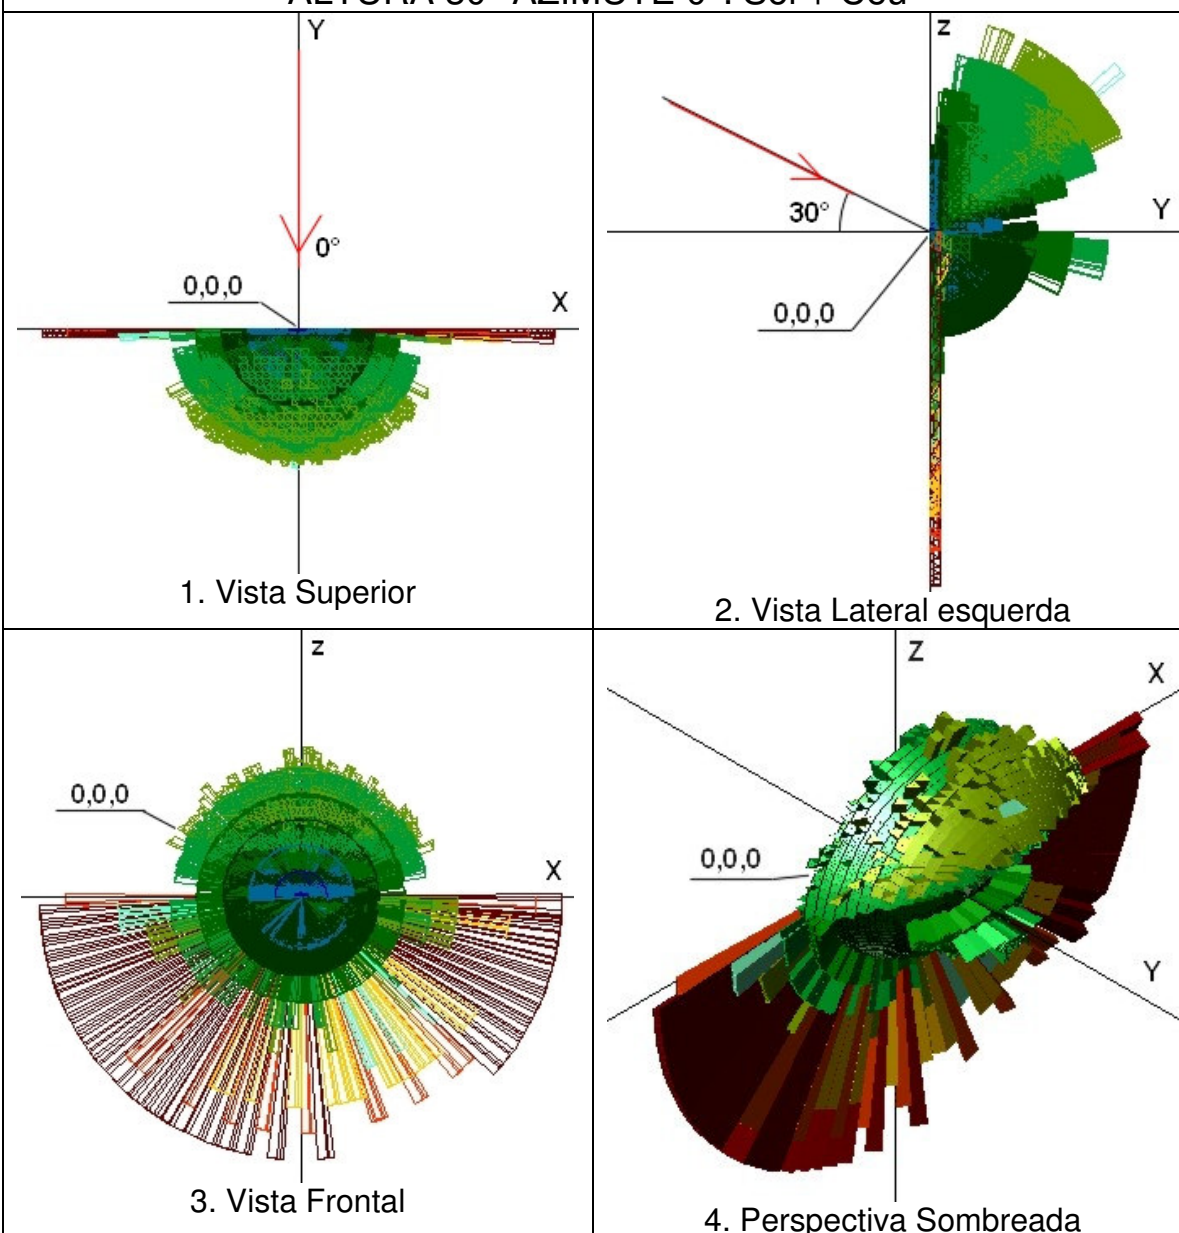 Y
0°
0,0,0
X
1. Vista Superior
z
30°
Y
0,0,0
2. Vista Lateral esquerda
z
0,0,0
X
3. Vista Frontal
Z
X
0,0,0
Y
4. Perspectiva Sombreada